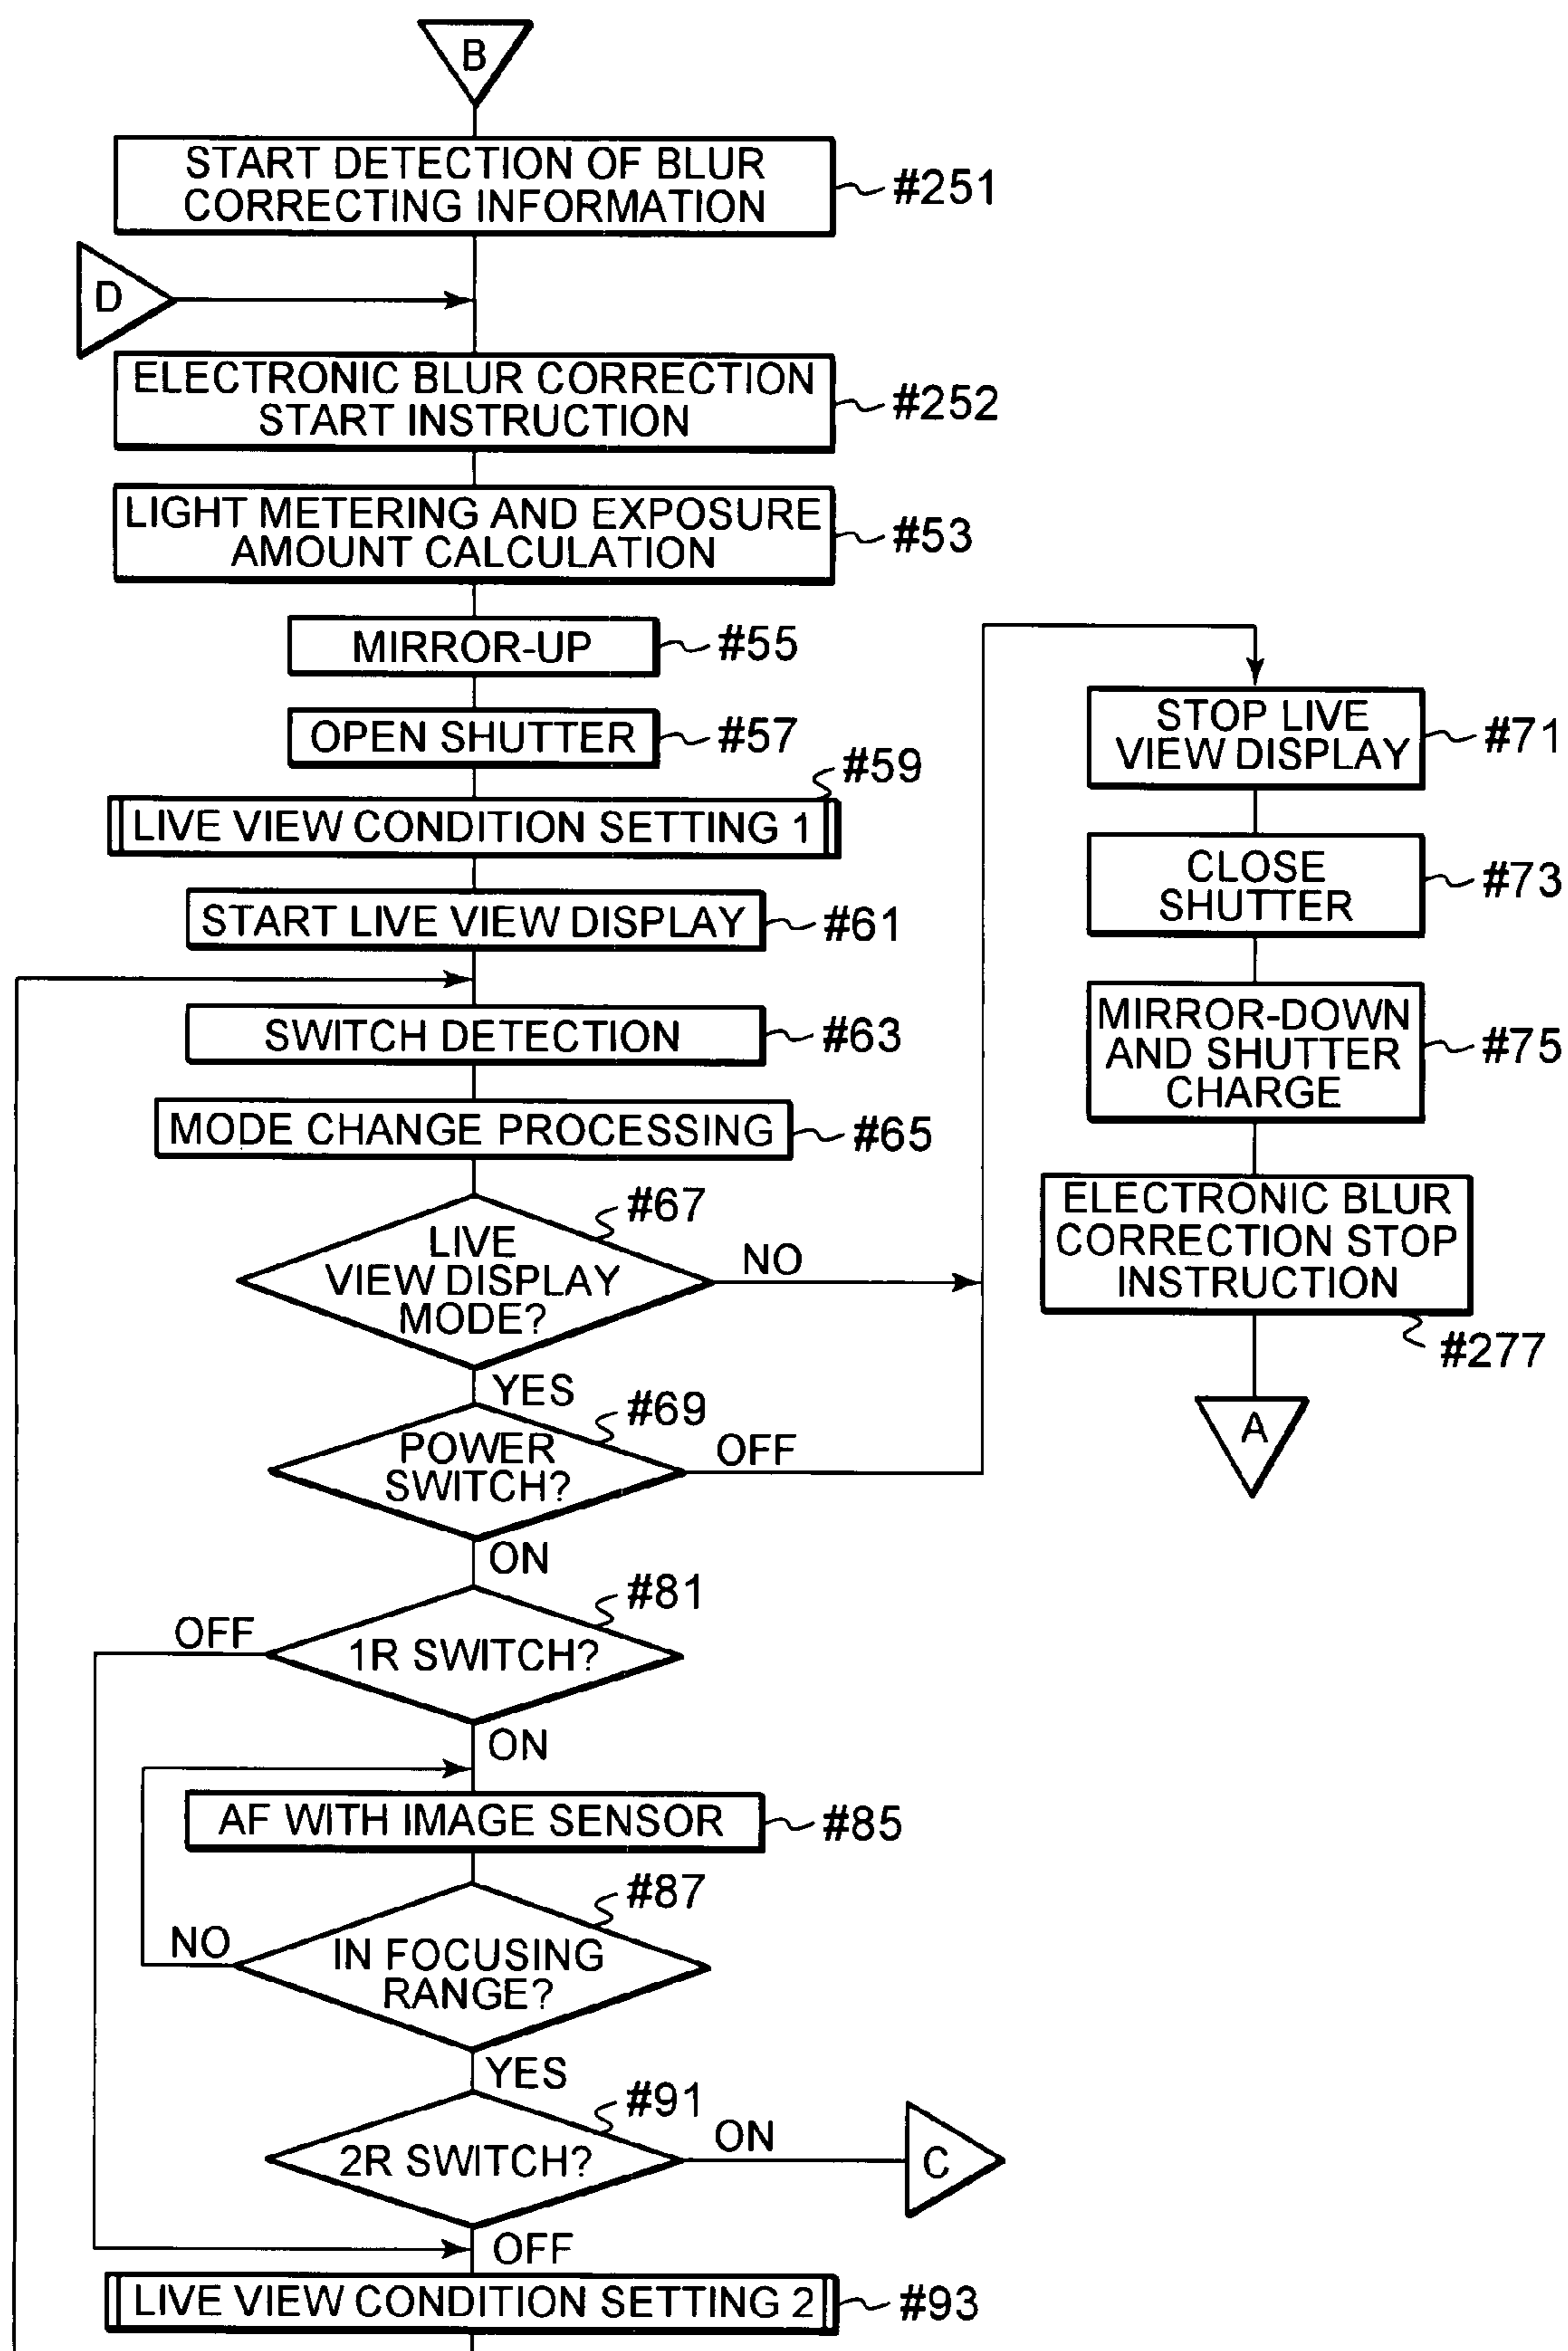 B
START DETECTION OF BLUR
CORRECTING INFORMATION
#251
D
ELECTRONIC BLUR CORRECTION
START INSTRUCTION
#252
LIGHT METERING AND EXPOSURE
AMOUNT CALCULATION
#53
MIRROR-UP
#55
OPEN SHUTTER
#57
#59
LIVE VIEW CONDITION SETTING 1
START LIVE VIEW DISPLAY
#61
SWITCH DETECTION
#63
MODE CHANGE PROCESSING
#65
#67
LIVE
VIEW DISPLAY
MODE?
NO
YES
#69
POWER
SWITCH?
OFF
ON
#81
OFF
1R SWITCH?
ON
AF WITH IMAGE SENSOR
#85
#87
NO
IN FOCUSING
RANGE?
YES
#91
2R SWITCH?
ON
C
OFF
LIVE VIEW CONDITION SETTING 2
#93
STOP LIVE
VIEW DISPLAY
#71
CLOSE
SHUTTER
#73
MIRROR-DOWN
AND SHUTTER
CHARGE
#75
ELECTRONIC BLUR
CORRECTION STOP
INSTRUCTION
#277
A